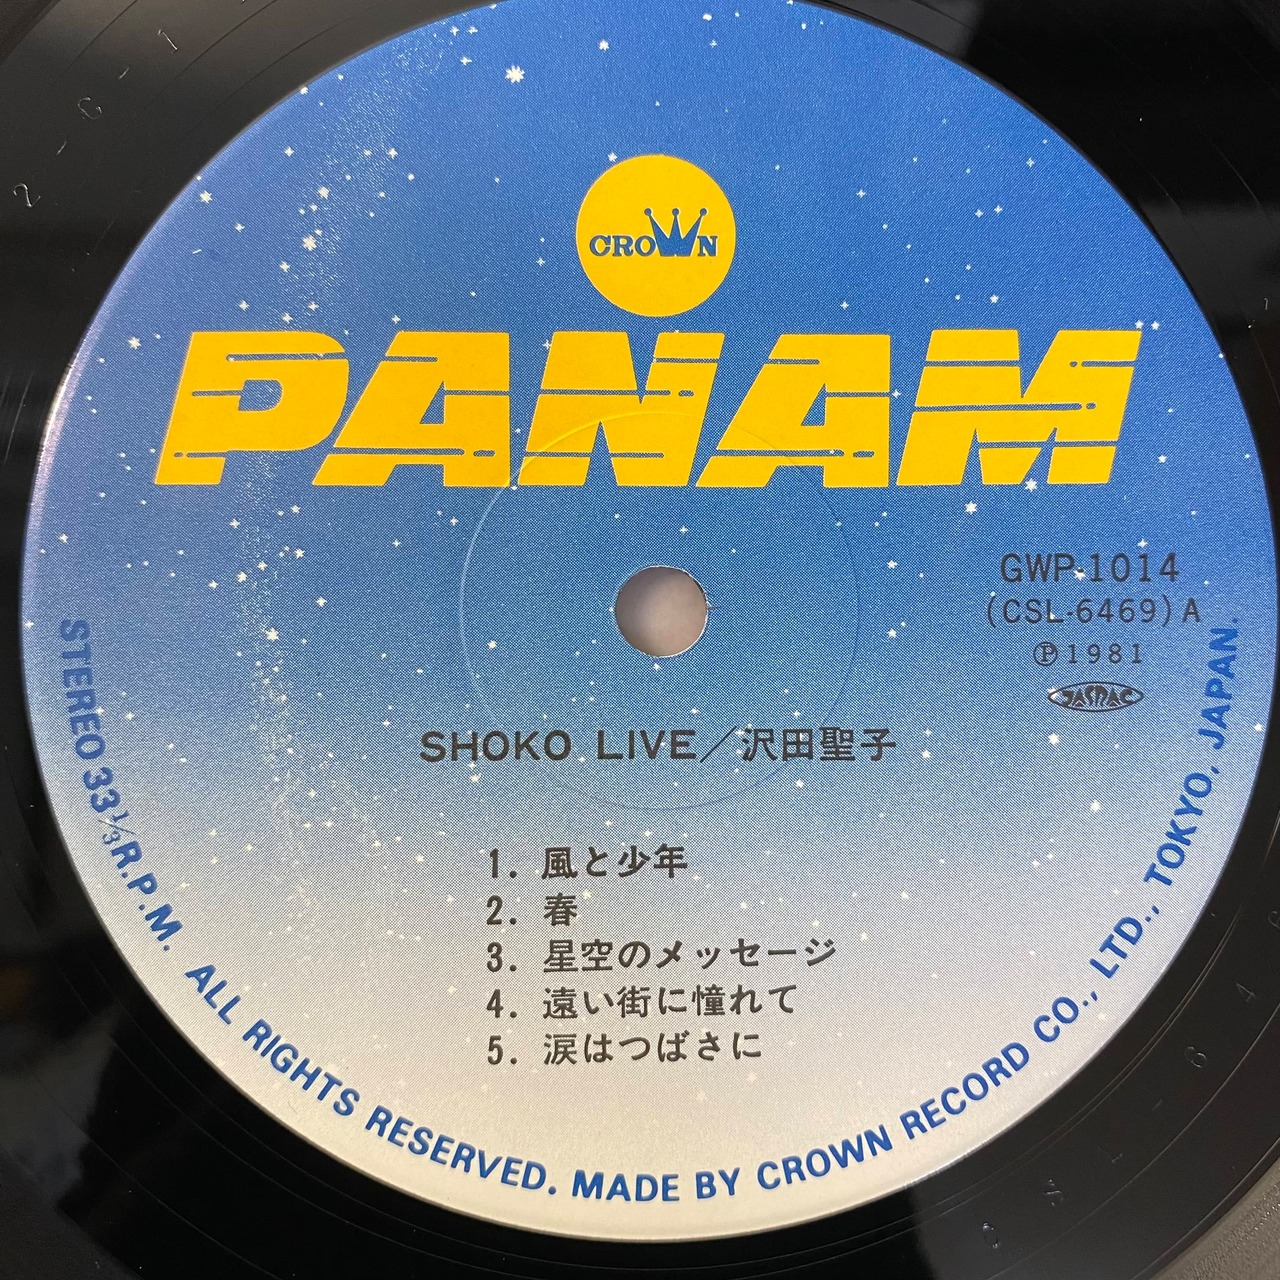 CROWN
PANAM
GWP-1014
(CSL-6469) A
Ⓟ1981
JASRAC
SHOKO LIVE／沢田聖子
1. 風と少年
2. 春
3. 星空のメッセージ
4. 遠い街に憧れて
5. 涙はつばさに
STEREO 33⅓ R.P.M. ALL RIGHTS RESERVED. MADE BY CROWN RECORD CO., LTD., TOKYO, JAPAN.